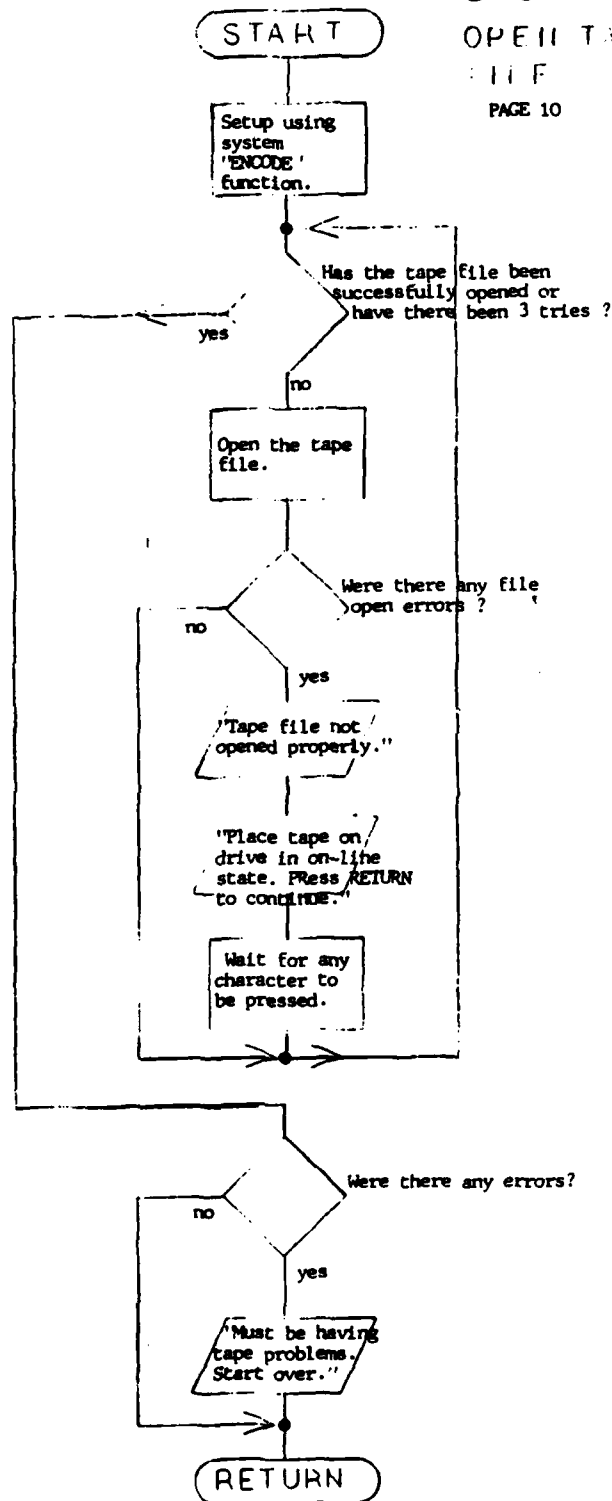 START
OPEN
PAGE 10
Setup using
system
"ENCODE'
function.
Has the tape file been
successfully opened or
have there been 3 tries ?
yes
no
Open the tape
file.
Were there any file
open errors ?
no
yes
"Tape file not
opened properly."
"Place tape on
drive in on-line
state. PRess RETURN
to continue."
Wait for any
character to
be pressed.
Were there any errors?
no
yes
"Must be having
tape problems.
Start over."
RETURN